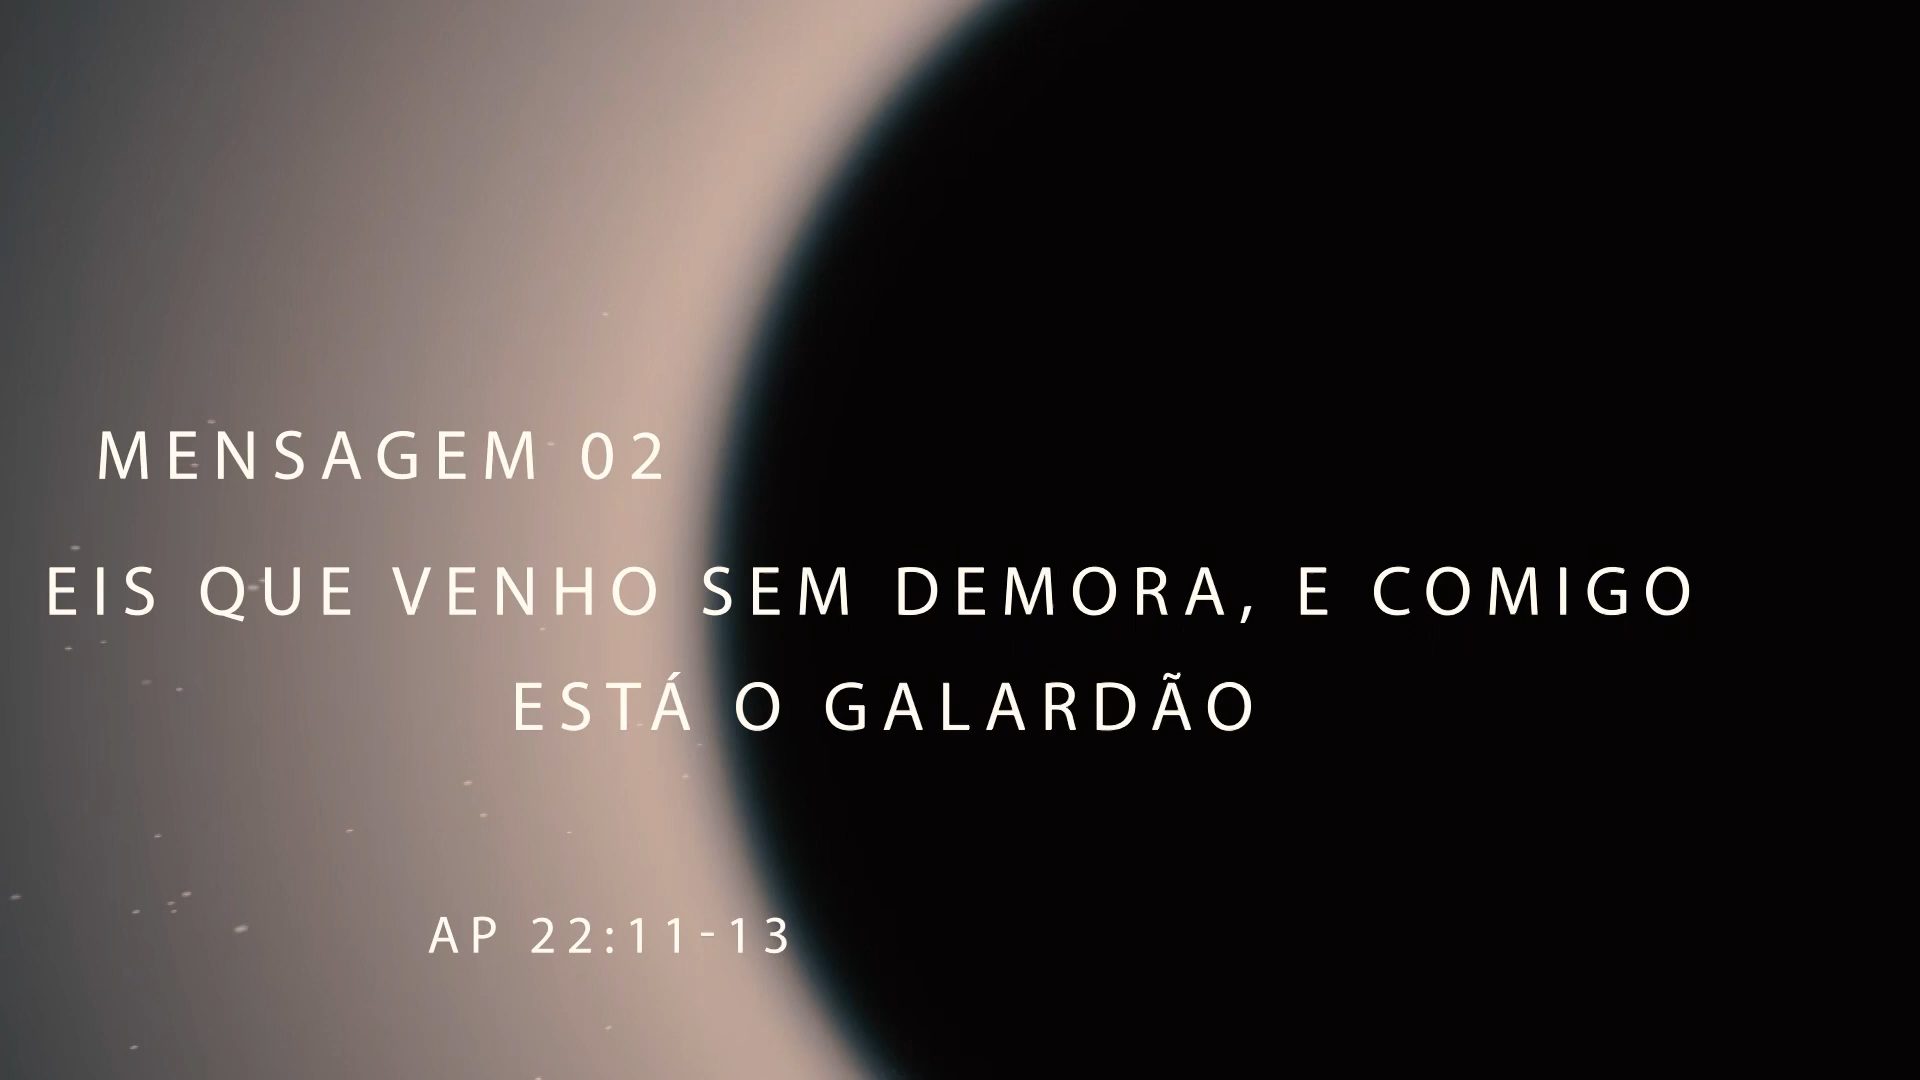 MENSAGEM 02
EIS QUE VENHO SEM DEMORA, E COMIGO
ESTÁ O GALARDÃO
AP 22:11-13